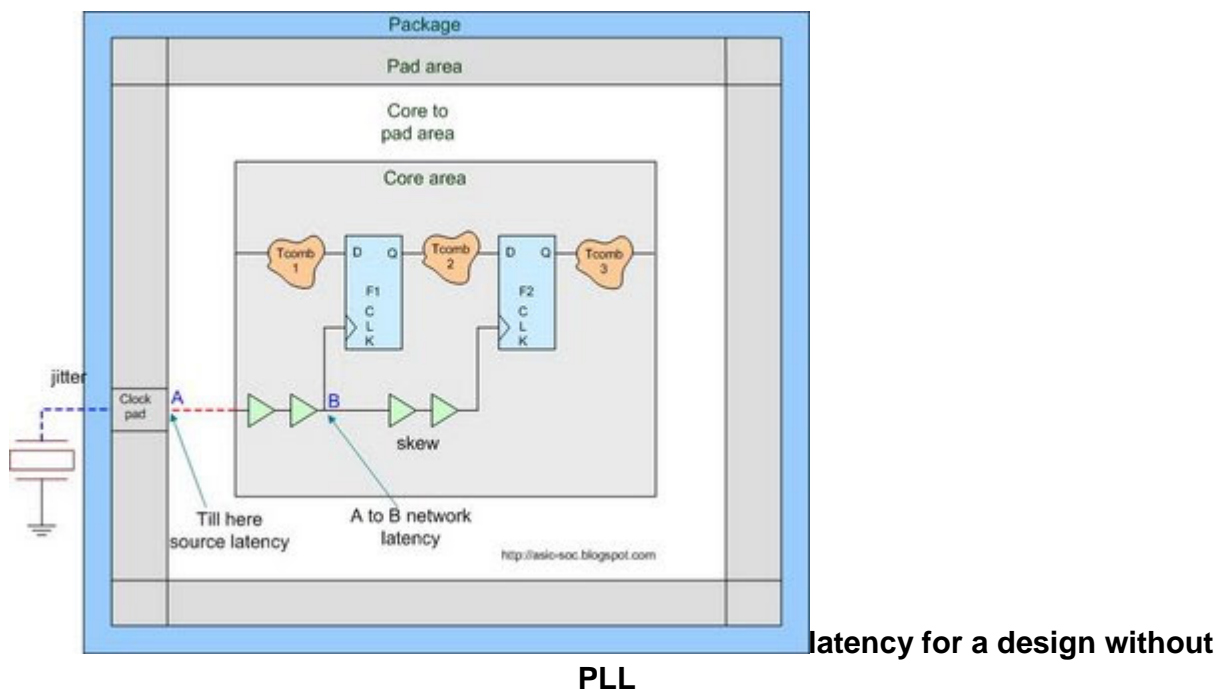 Package
Pad area
Core to
pad area
Core area
Tcomb
1
D Q
F1
C
L
K
Tcomb
2
D Q
F2
C
L
K
Tcomb
3
jitter
Clock
pad
A
B
skew
Till here
source latency
A to B network
latency
http://asic-soc.blogspot.com
latency for a design without
PLL